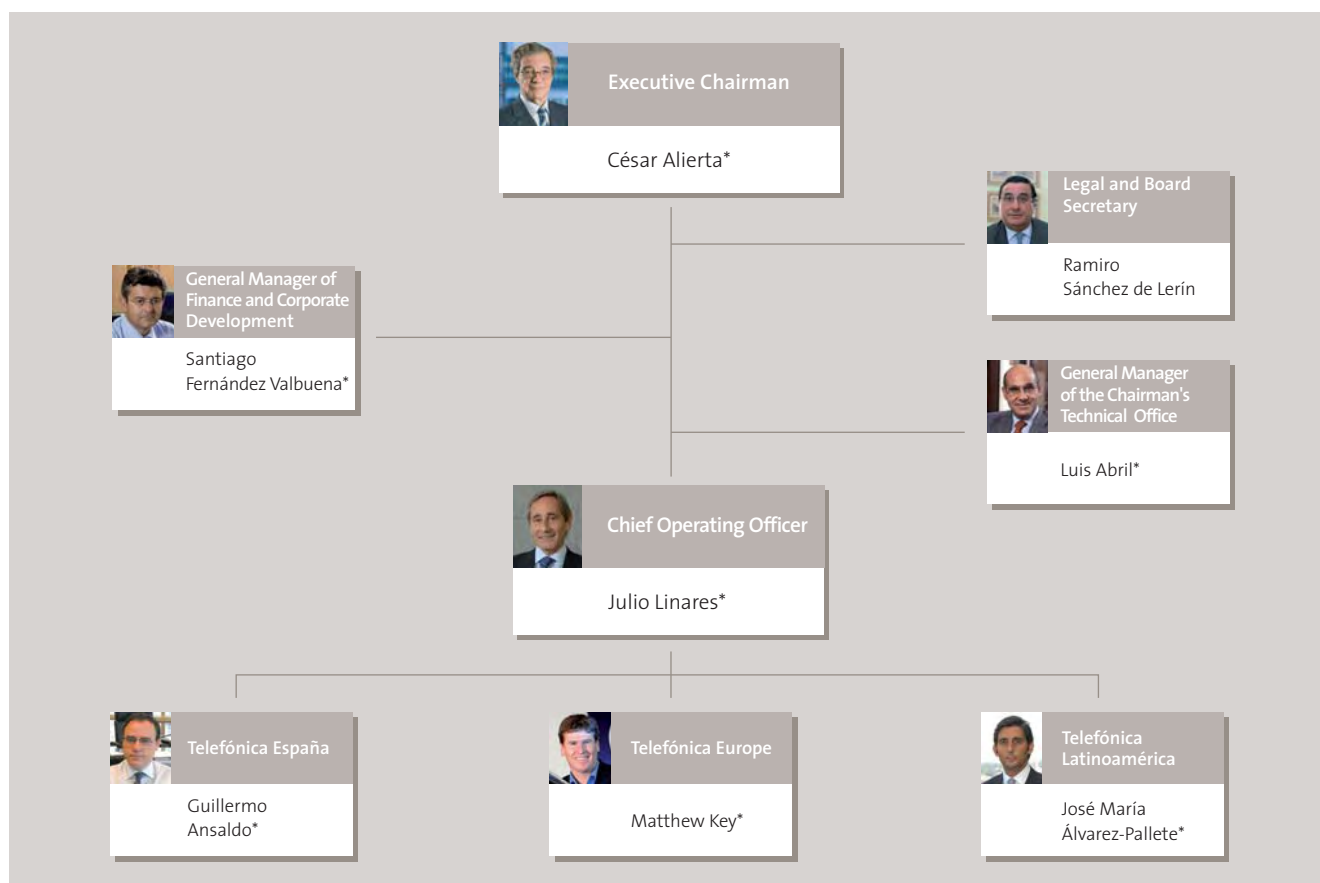 Executive Chairman
César Alierta*
Legal and Board
Secretary
Ramiro
Sánchez de Lerín
General Manager of
Finance and Corporate
Development
Santiago
Fernández Valbuena*
General Manager
of the Chairman's
Technical Office
Luis Abril*
Chief Operating Officer
Julio Linares*
Telefónica España
Guillermo
Ansaldo*
Telefónica Europe
Matthew Key*
Telefónica
Latinoamérica
José María
Álvarez-Pallete*